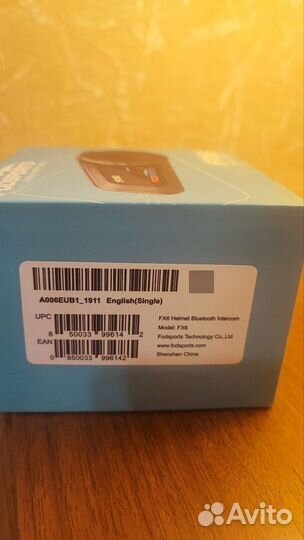 A006EUB1_1911 English(Single)
UPC
8 50033 99614 2
EAN
0 850033 996142
FX6 Helmet Bluetooth Intercom
Model: FX6
Fodsports Technology Co.,Ltd
www.fodsports.com
Shenzhen China
Avito